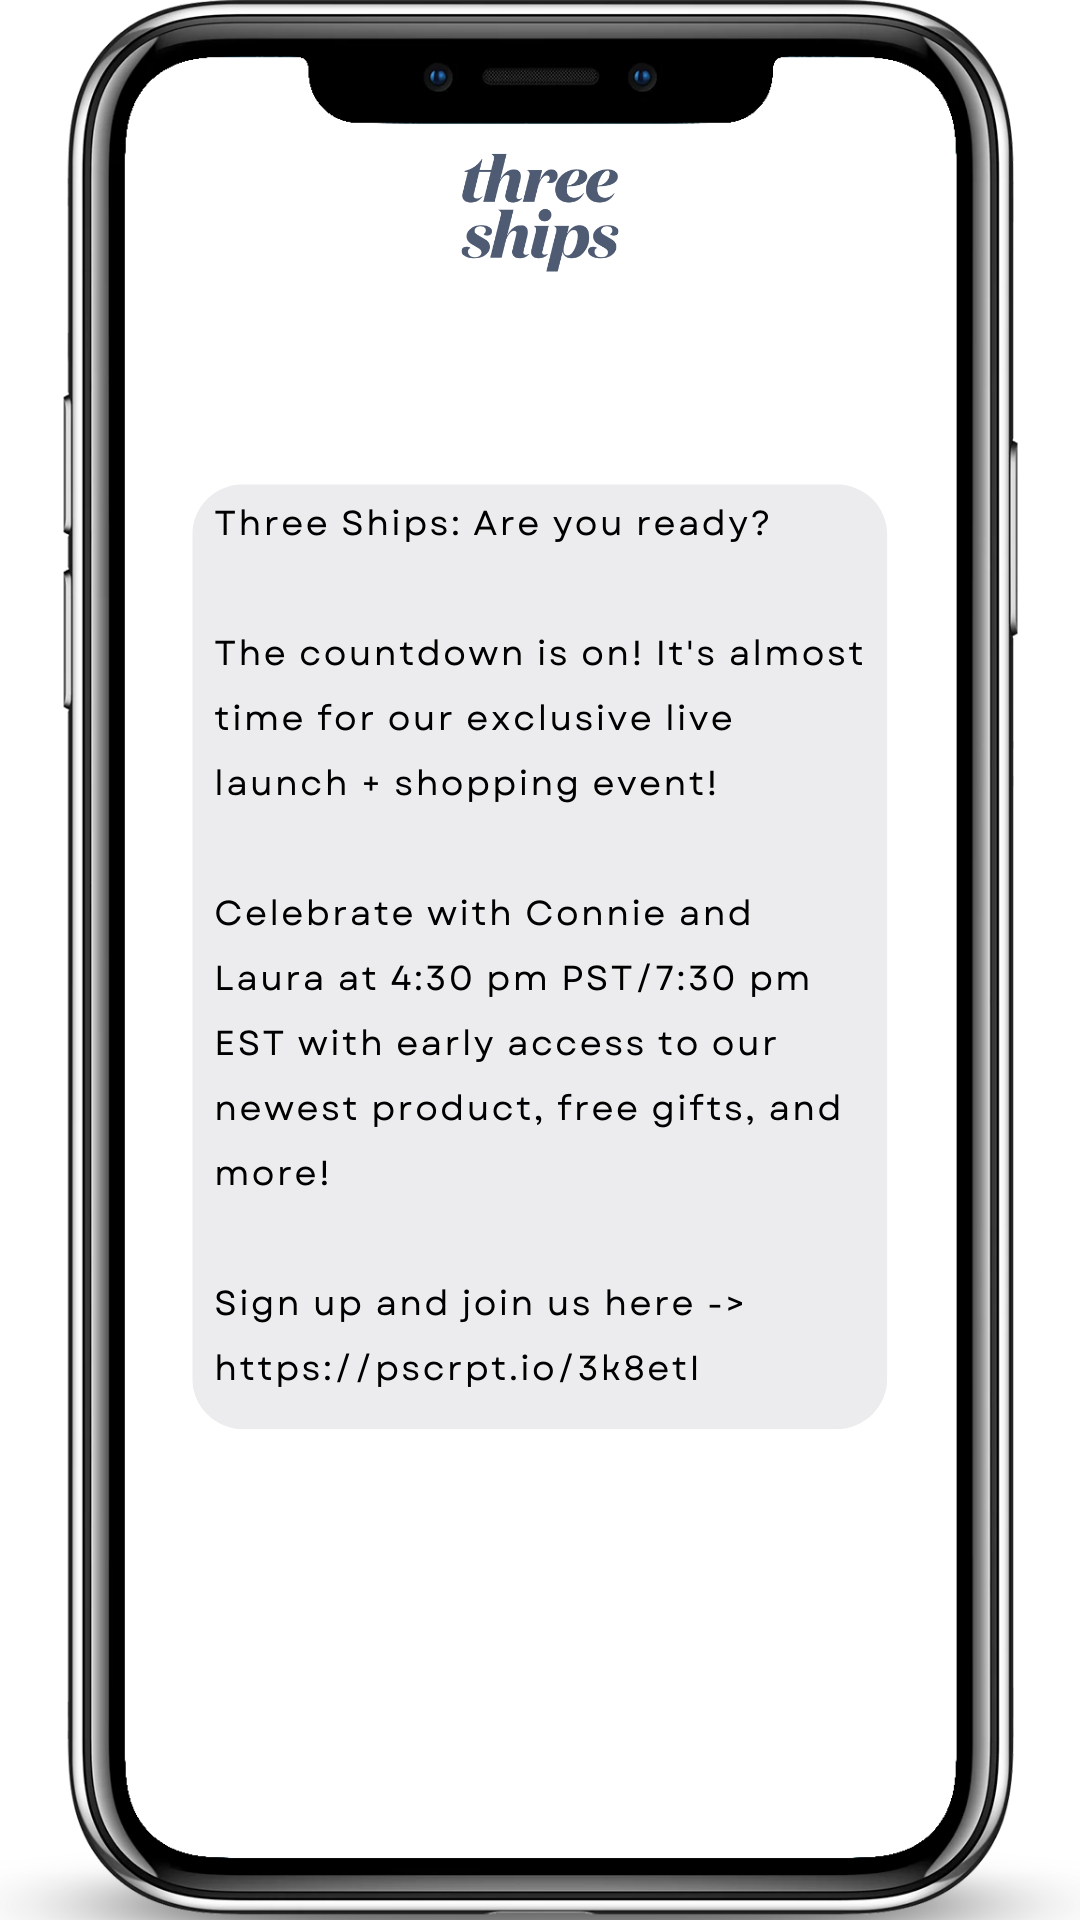 three
ships
Three Ships: Are you ready?
The countdown is on! It's almost
time for our exclusive live
launch + shopping event!
Celebrate with Connie and
Laura at 4:30 pm PST/7:30 pm
EST with early access to our
newest product, free gifts, and
more!
Sign up and join us here ->
https://pscrpt.io/3k8etI